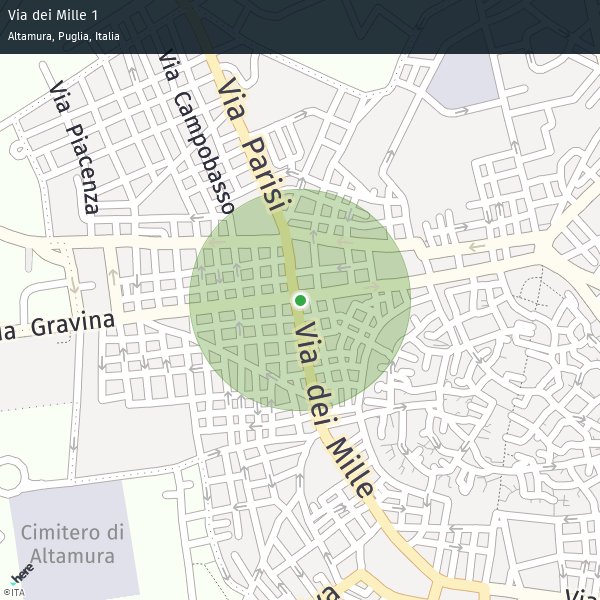 Via dei Mille 1
Altamura, Puglia, Italia
Via Piacenza
Via Campobasso
Via Parisi
Gravina
Via dei Mille
Cimitero di
Altamura
here
©ITA
Via